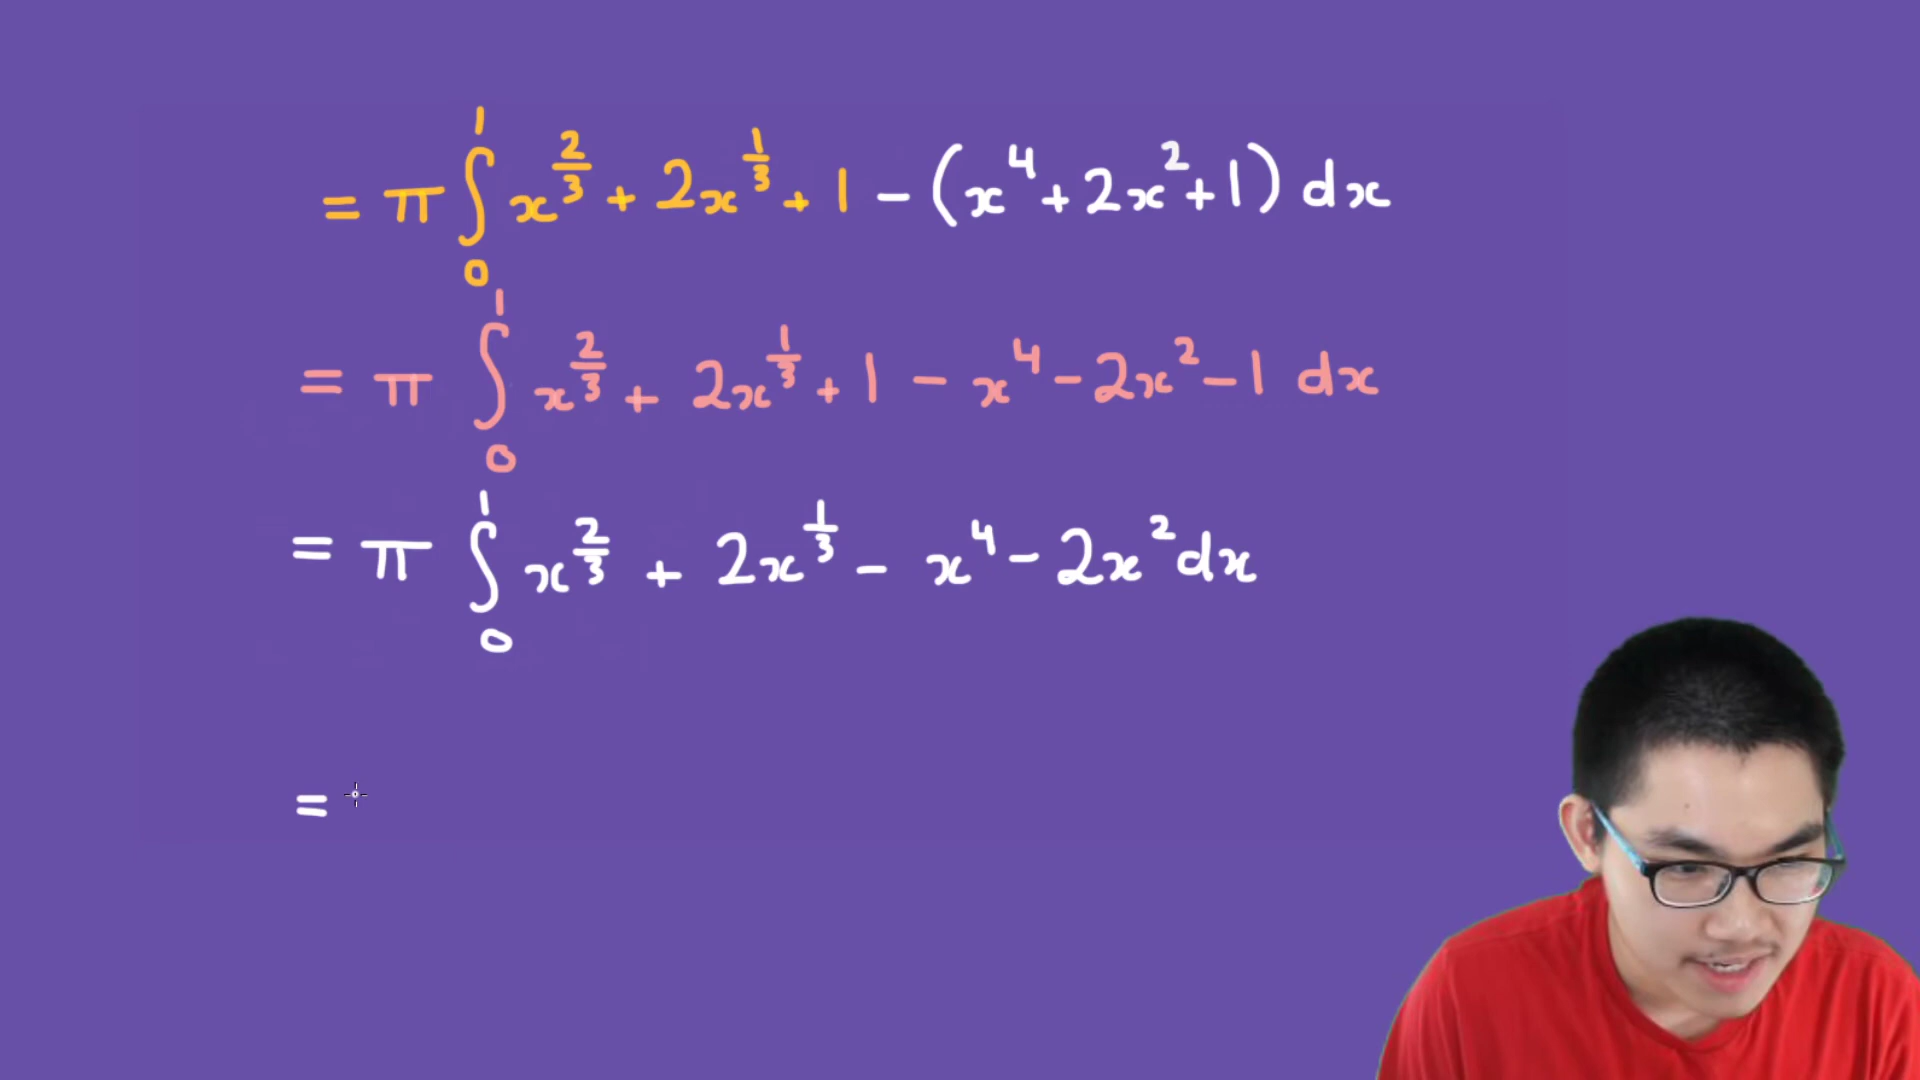 = π ∫₀¹ x^(2/3) + 2x^(1/3) + 1 − (x⁴ + 2x² + 1) dx
= π ∫₀¹ x^(2/3) + 2x^(1/3) + 1 − x⁴ − 2x² − 1 dx
= π ∫₀¹ x^(2/3) + 2x^(1/3) − x⁴ − 2x² dx
=